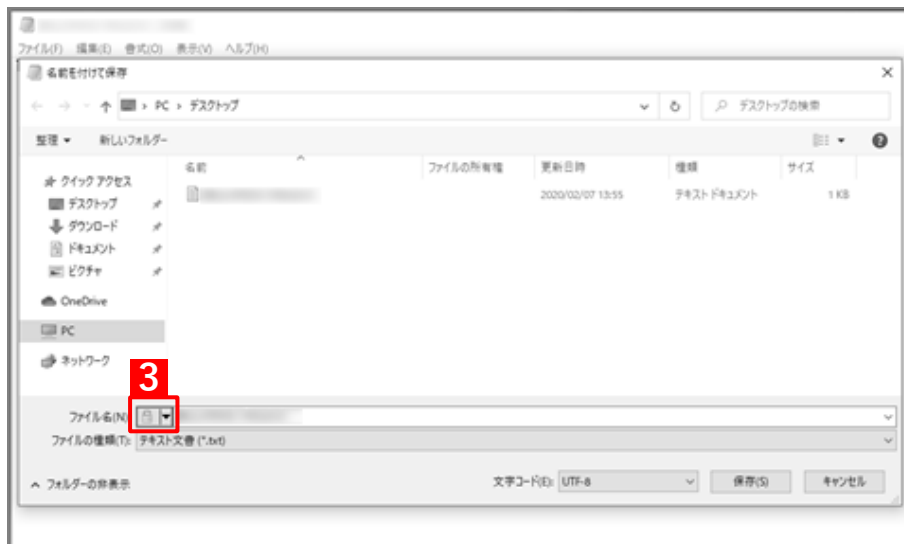 ファイル(F) 編集(E) 書式(O) 表示(V) ヘルプ(H)
名前を付けて保存
PC › デスクトップ
デスクトップの検索
整理 新しいフォルダー
名前 ファイルの所有権 更新日時 種類 サイズ
2020/02/07 13:55 テキスト ドキュメント 1 KB
クイック アクセス
デスクトップ
ダウンロード
ドキュメント
ピクチャ
OneDrive
PC
ネットワーク
3
ファイル名(N)
ファイルの種類(T): テキスト文書 (*.txt)
フォルダーの非表示
文字コード(E): UTF-8 保存(S) キャンセル